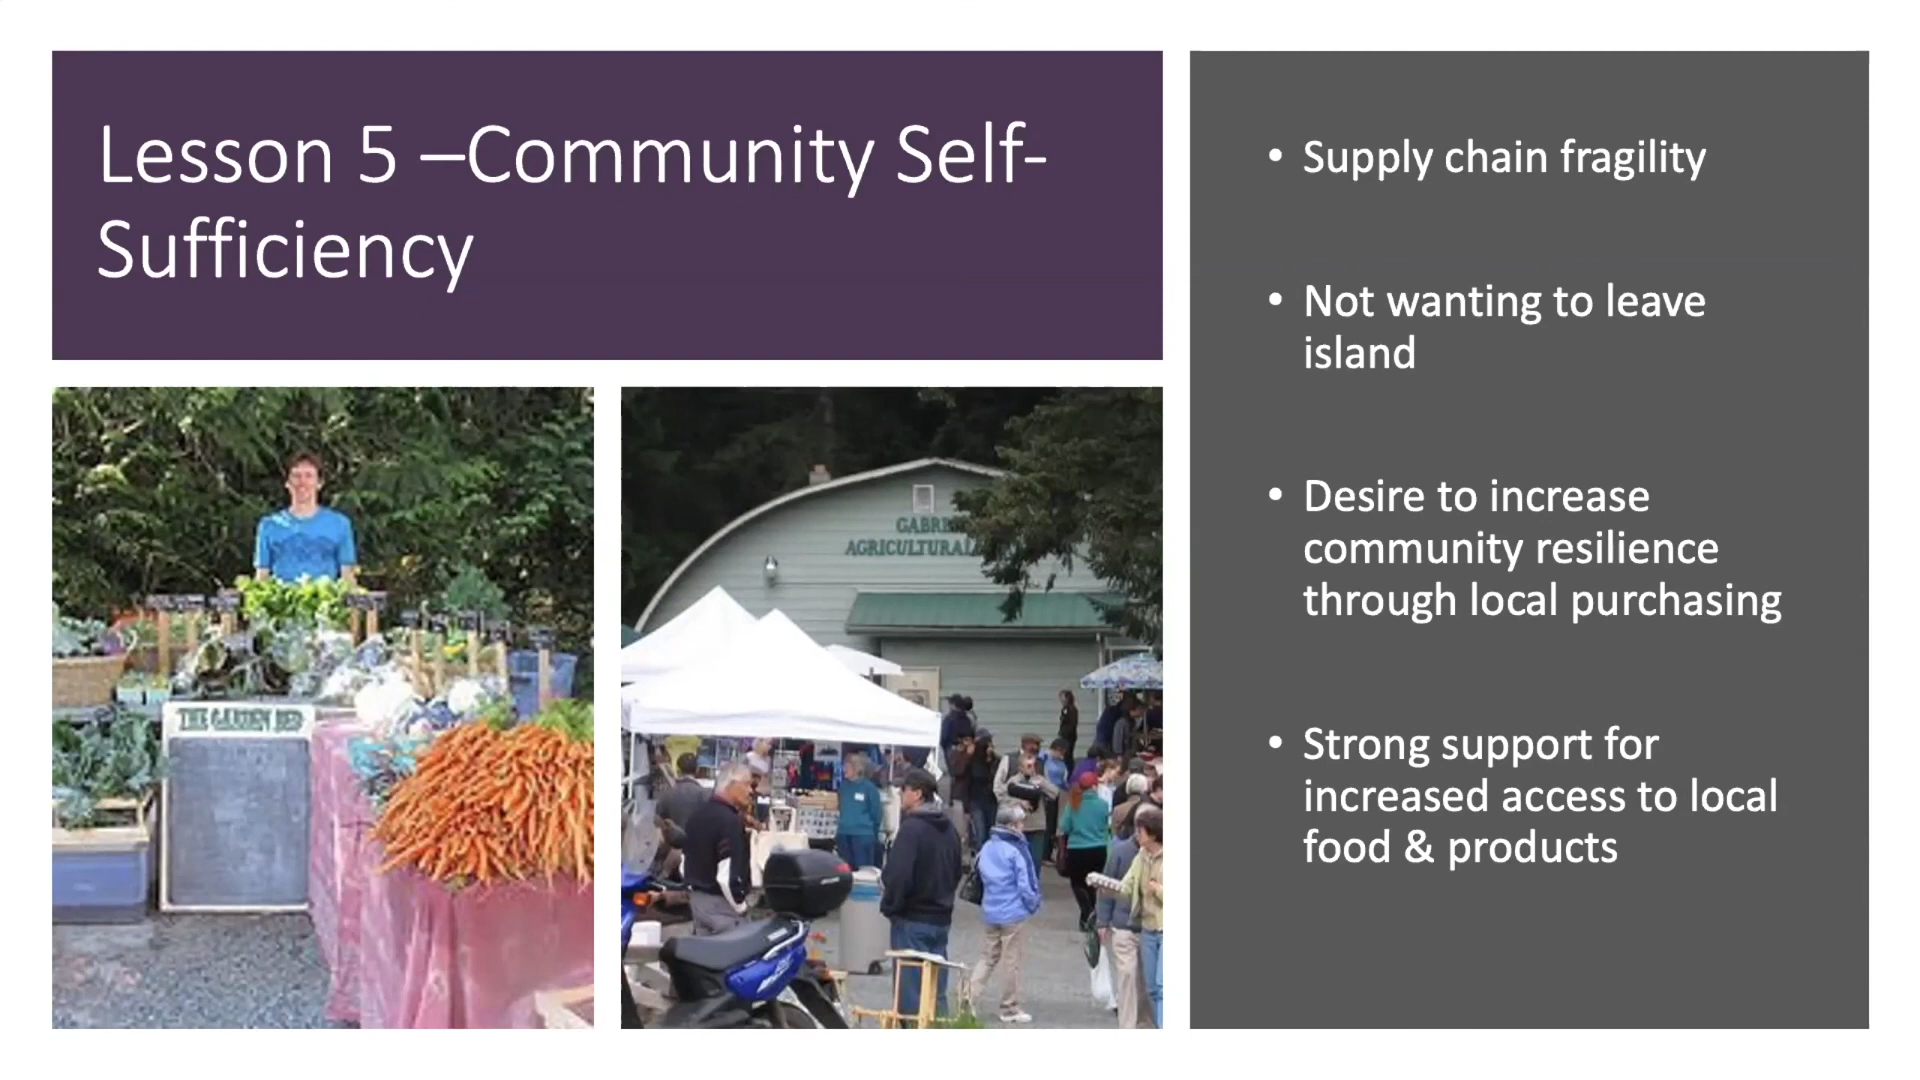 Lesson 5 –Community Self-
Sufficiency
• Supply chain fragility
• Not wanting to leave
island
• Desire to increase
community resilience
through local purchasing
• Strong support for
increased access to local
food & products
THE GARDEN BED
AGRICULTURAL